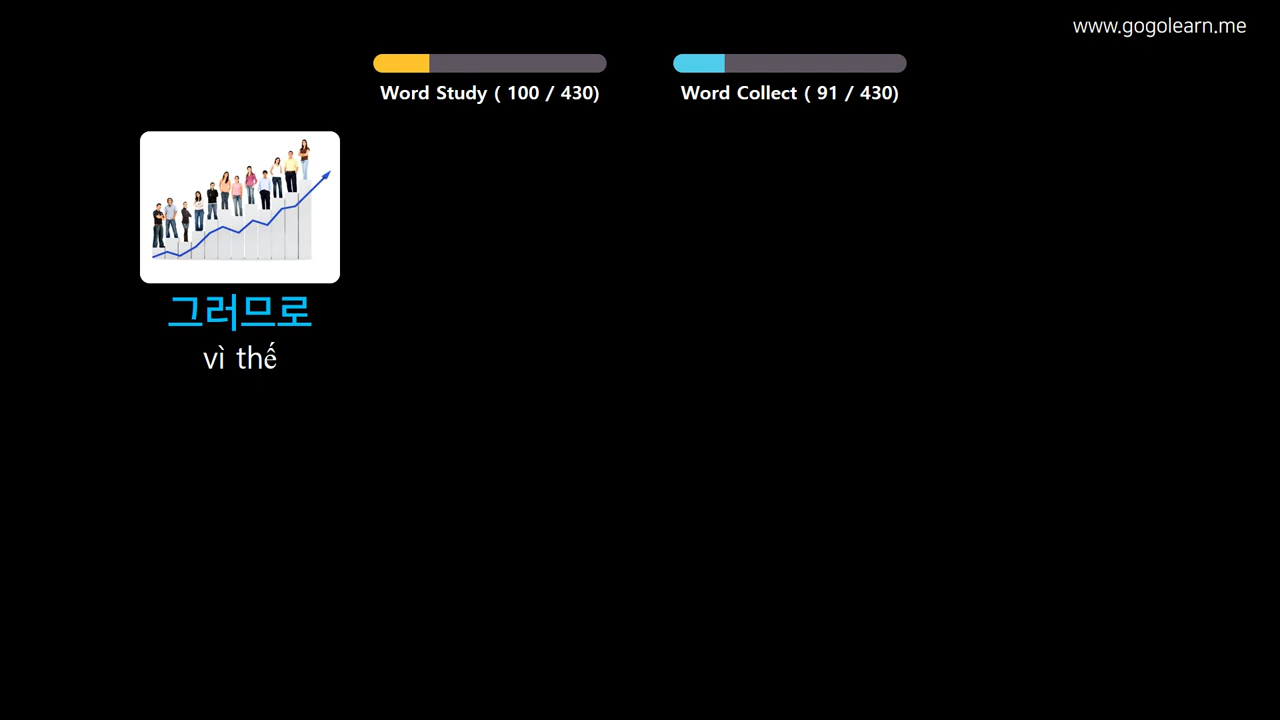 www.gogolearn.me
Word Study ( 100 / 430)
Word Collect ( 91 / 430)
그러므로
vì thế